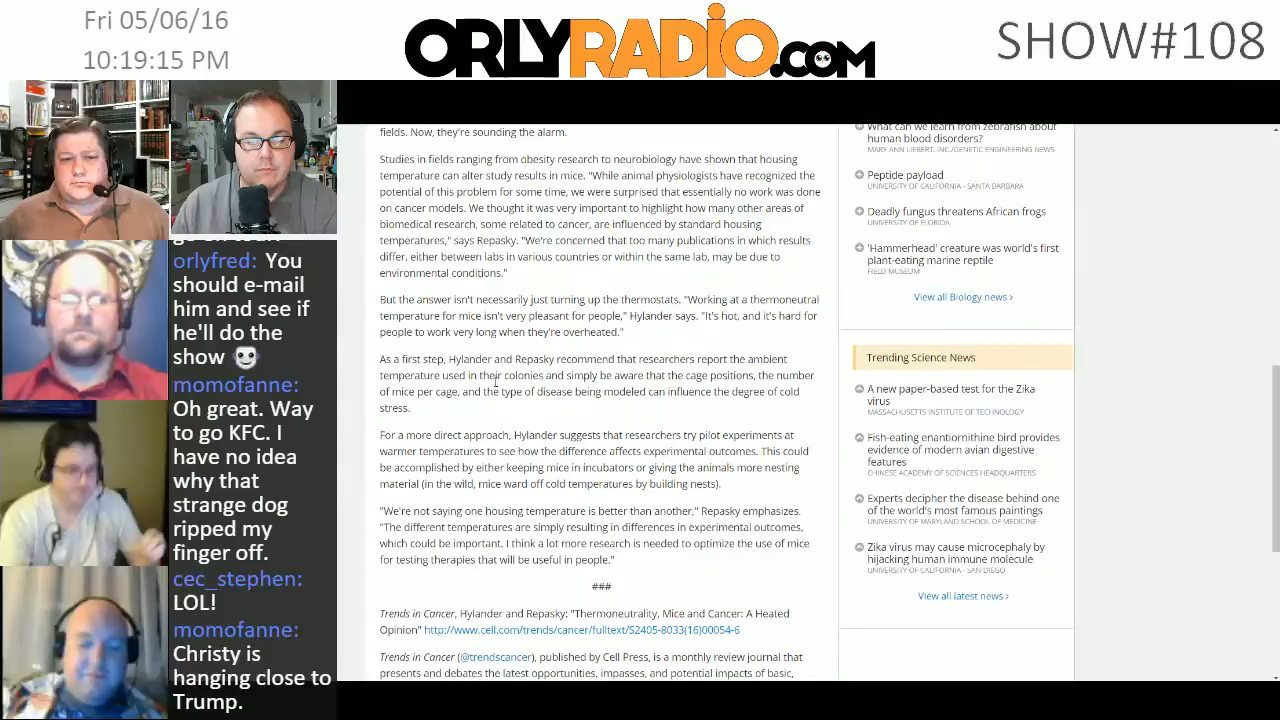 Fri 05/06/16
10:19:15 PM
ORLYRADiO.COM
SHOW#108
orlyfred: You
should e-mail
him and see if
he'll do the
show
momofanne:
Oh great. Way
to go KFC. I
have no idea
why that
strange dog
ripped my
finger off.
cec_stephen:
LOL!
momofanne:
Christy is
hanging close to
Trump.
fields. Now, they're sounding the alarm.
Studies in fields ranging from obesity research to neurobiology have shown that housing
temperature can alter study results in mice. "While animal physiologists have recognized the
potential of this problem for some time, we were surprised that essentially no work was done
on cancer models. We thought it was very important to highlight how many other areas of
biomedical research, some related to cancer, are influenced by standard housing
temperatures," says Repasky. "We're concerned that too many publications in which results
differ, either between labs in various countries or within the same lab, may be due to
environmental conditions."
But the answer isn't necessarily just turning up the thermostats. "Working at a thermoneutral
temperature for mice isn't very pleasant for people," Hylander says. "It's hot, and it's hard for
people to work very long when they're overheated."
As a first step, Hylander and Repasky recommend that researchers report the ambient
temperature used in their colonies and simply be aware that the cage positions, the number
of mice per cage, and the type of disease being modeled can influence the degree of cold
stress.
For a more direct approach, Hylander suggests that researchers try pilot experiments at
warmer temperatures to see how the difference affects experimental outcomes. This could
be accomplished by either keeping mice in incubators or giving the animals more nesting
material (in the wild, mice ward off cold temperatures by building nests).
"We're not saying one housing temperature is better than another," Repasky emphasizes.
"The different temperatures are simply resulting in differences in experimental outcomes,
which could be important. I think a lot more research is needed to optimize the use of mice
for testing therapies that will be useful in people."
###
Trends in Cancer, Hylander and Repasky: "Thermoneutrality, Mice and Cancer: A Heated
Opinion" http://www.cell.com/trends/cancer/fulltext/S2405-8033(16)00054-6
Trends in Cancer (@trendscancer), published by Cell Press, is a monthly review journal that
presents and debates the latest opportunities, impasses, and potential impacts of basic,
What can we learn from zebrafish about
human blood disorders?
MARY ANN LIEBERT, INC./GENETIC ENGINEERING NEWS
Peptide payload
UNIVERSITY OF CALIFORNIA - SANTA BARBARA
Deadly fungus threatens African frogs
UNIVERSITY OF FLORIDA
'Hammerhead' creature was world's first
plant-eating marine reptile
FIELD MUSEUM
View all Biology news >
Trending Science News
A new paper-based test for the Zika
virus
MASSACHUSETTS INSTITUTE OF TECHNOLOGY
Fish-eating enantiornithine bird provides
evidence of modern avian digestive
features
CHINESE ACADEMY OF SCIENCES HEADQUARTERS
Experts decipher the disease behind one
of the world's most famous paintings
UNIVERSITY OF MARYLAND SCHOOL OF MEDICINE
Zika virus may cause microcephaly by
hijacking human immune molecule
UNIVERSITY OF CALIFORNIA - SAN DIEGO
View all latest news >